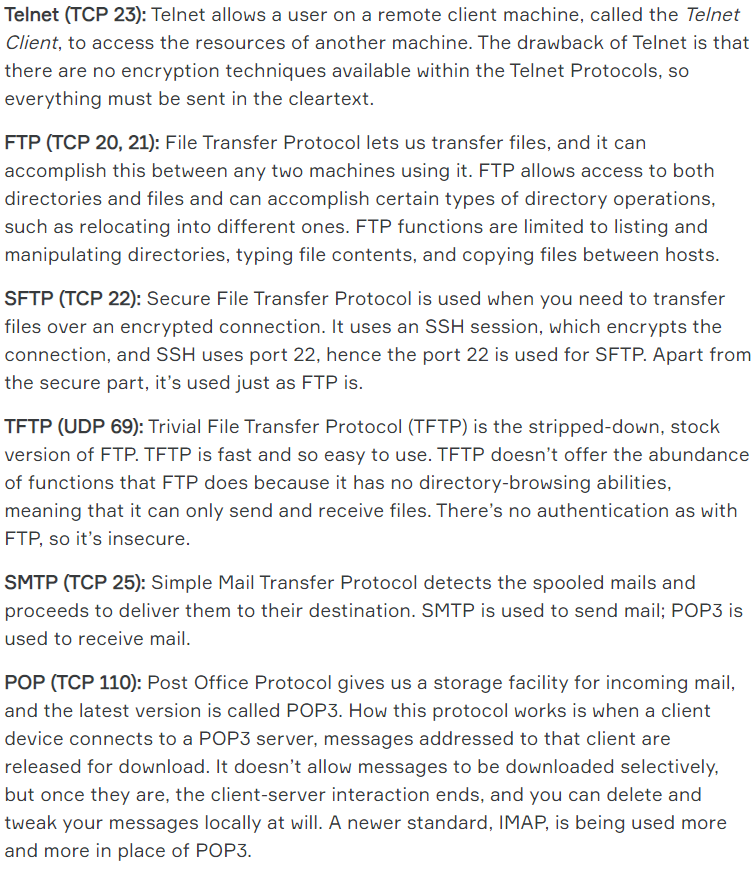 Telnet (TCP 23): Telnet allows a user on a remote client machine, called the Telnet
Client, to access the resources of another machine. The drawback of Telnet is that
there are no encryption techniques available within the Telnet Protocols, so
everything must be sent in the cleartext.
FTP (TCP 20, 21): File Transfer Protocol lets us transfer files, and it can
accomplish this between any two machines using it. FTP allows access to both
directories and files and can accomplish certain types of directory operations,
such as relocating into different ones. FTP functions are limited to listing and
manipulating directories, typing file contents, and copying files between hosts.
SFTP (TCP 22): Secure File Transfer Protocol is used when you need to transfer
files over an encrypted connection. It uses an SSH session, which encrypts the
connection, and SSH uses port 22, hence the port 22 is used for SFTP. Apart from
the secure part, it’s used just as FTP is.
TFTP (UDP 69): Trivial File Transfer Protocol (TFTP) is the stripped-down, stock
version of FTP. TFTP is fast and so easy to use. TFTP doesn’t offer the abundance
of functions that FTP does because it has no directory-browsing abilities,
meaning that it can only send and receive files. There’s no authentication as with
FTP, so it’s insecure.
SMTP (TCP 25): Simple Mail Transfer Protocol detects the spooled mails and
proceeds to deliver them to their destination. SMTP is used to send mail; POP3 is
used to receive mail.
POP (TCP 110): Post Office Protocol gives us a storage facility for incoming mail,
and the latest version is called POP3. How this protocol works is when a client
device connects to a POP3 server, messages addressed to that client are
released for download. It doesn’t allow messages to be downloaded selectively,
but once they are, the client-server interaction ends, and you can delete and
tweak your messages locally at will. A newer standard, IMAP, is being used more
and more in place of POP3.